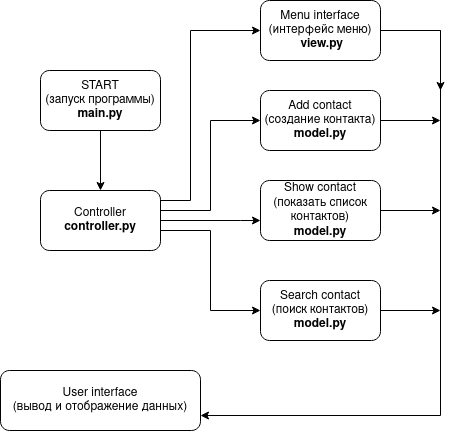 START
(запуск программы)
main.py
Controller
controller.py
Menu interface
(интерфейс меню)
view.py
Add contact
(создание контакта)
model.py
Show contact
(показать список
контактов)
model.py
Search contact
(поиск контактов)
model.py
User interface
(вывод и отображение данных)